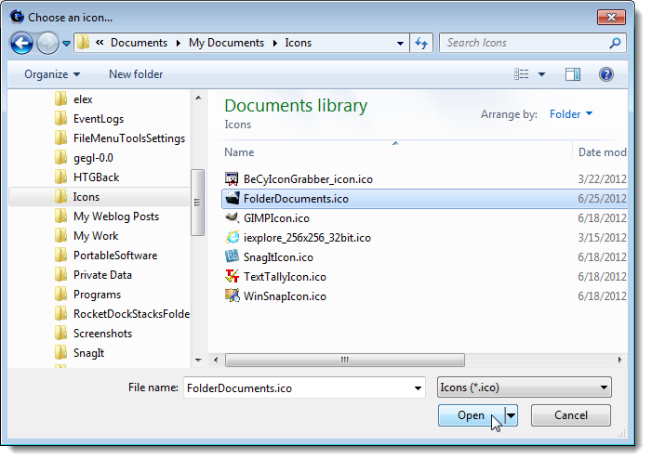 Choose an icon...
« Documents ▸ My Documents ▸ Icons
Search Icons
Organize
New folder
elex
EventLogs
FileMenuToolsSettings
gegl-0.0
HTGBack
Icons
My Weblog Posts
My Work
PortableSoftware
Private Data
Programs
RocketDockStacksFolde
Screenshots
SnagIt
Documents library
Icons
Arrange by: Folder
Name Date mod
BeCyIconGrabber_icon.ico 3/22/2012
FolderDocuments.ico 6/25/2012
GIMPIcon.ico 6/18/2012
iexplore_256x256_32bit.ico 3/15/2012
SnagItIcon.ico 6/18/2012
TextTallyIcon.ico 6/18/2012
WinSnapIcon.ico 6/18/2012
File name: FolderDocuments.ico
Icons (*.ico)
Open
Cancel